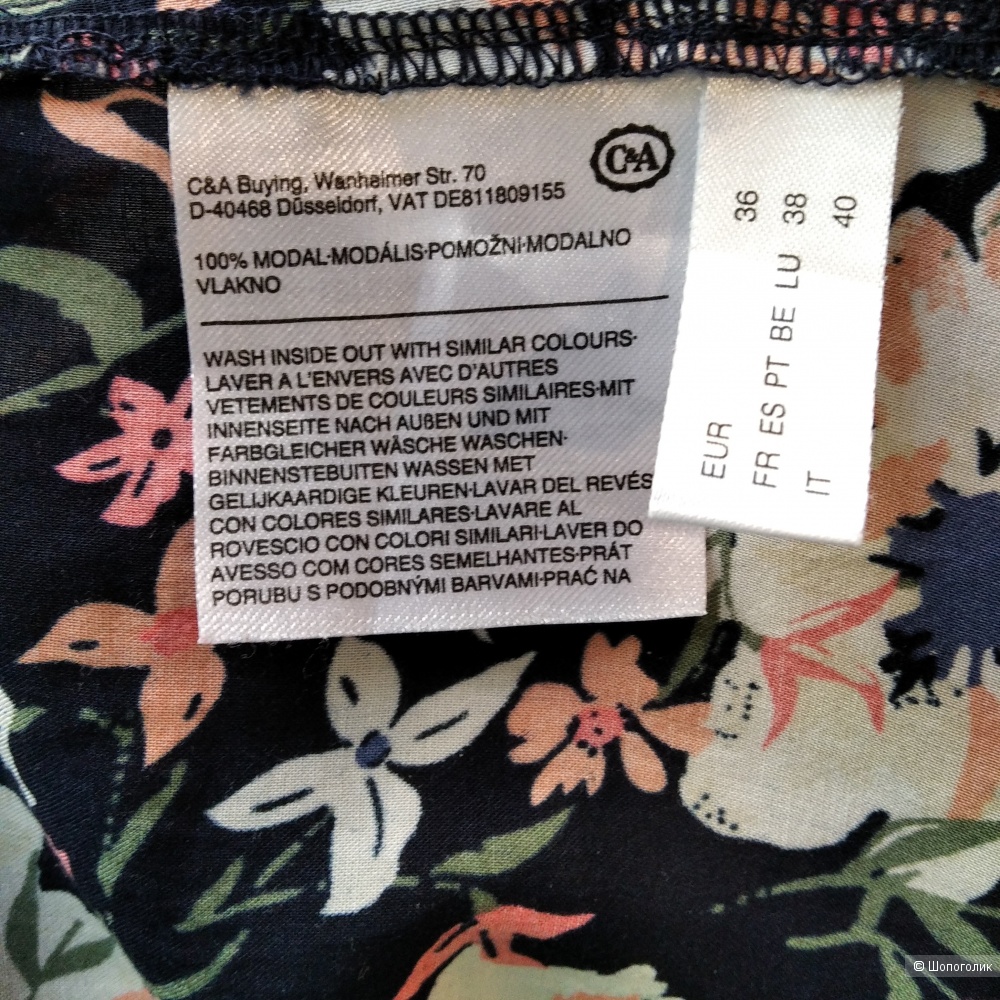 C&A
C&A Buying, Wanheimer Str. 70
D-40468 Düsseldorf, VAT DE811809155
100% MODAL·MODÁLIS·POMOŽNI·MODALNO
VLAKNO
WASH INSIDE OUT WITH SIMILAR COLOURS·
LAVER A L'ENVERS AVEC D'AUTRES
VETEMENTS DE COULEURS SIMILAIRES·MIT
INNENSEITE NACH AUßEN UND MIT
FARBGLEICHER WÄSCHE WASCHEN·
BINNENSTEBUITEN WASSEN MET
GELIJKAARDIGE KLEUREN·LAVAR DEL REVÉS
CON COLORES SIMILARES·LAVARE AL
ROVESCIO CON COLORI SIMILARI·LAVER DO
AVESSO COM CORES SEMELHANTES·PRÁT
PO RUBU S PODOBNÝMI BARVAMI·PRAĆ NA
EUR 36
FR ES PT BE LU 38
IT 40
© Шопоголик